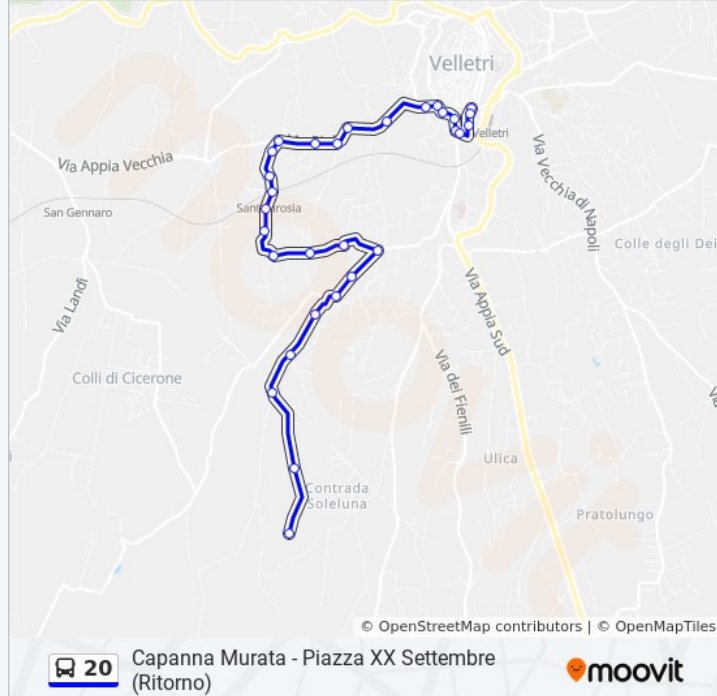 Velletri
Velletri
Via Appia Vecchia
Via Vecchia di Napoli
San Gennaro
Colle degli Dei
Via Landi
Via Appia Sud
Colli di Cicerone
Via dei Fienili
Ulica
Contrada
Soleluna
Pratolungo
© OpenStreetMap contributors | © OpenMapTiles
20
Capanna Murata - Piazza XX Settembre
(Ritorno)
moovit